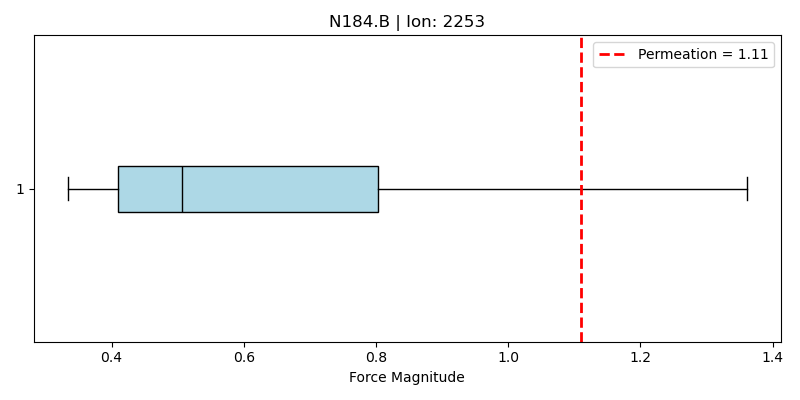 N184.B | Ion: 2253
Permeation = 1.11
1
0.4 0.6 0.8 1.0 1.2 1.4
Force Magnitude